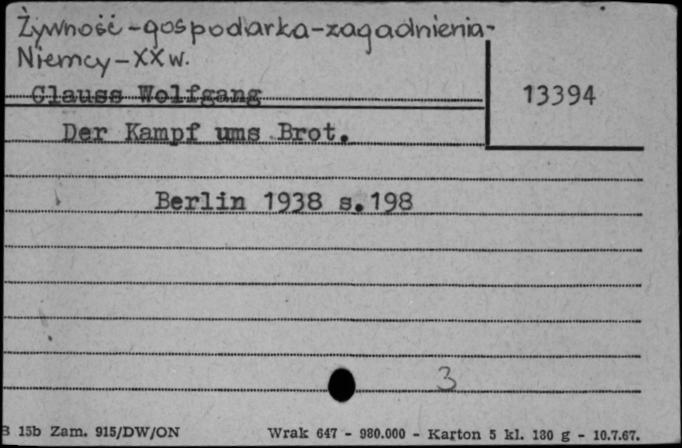 Żywność-gospodarka-zagadnienia-
Niemcy-XXw.
Clauss Wolfgang
13394
Der Kampf ums Brot.
Berlin 1938 s.198
3
B 15b Zam. 915/DW/ON Wrak 647 - 980.000 - Karton 5 kl. 180 g - 10.7.67.